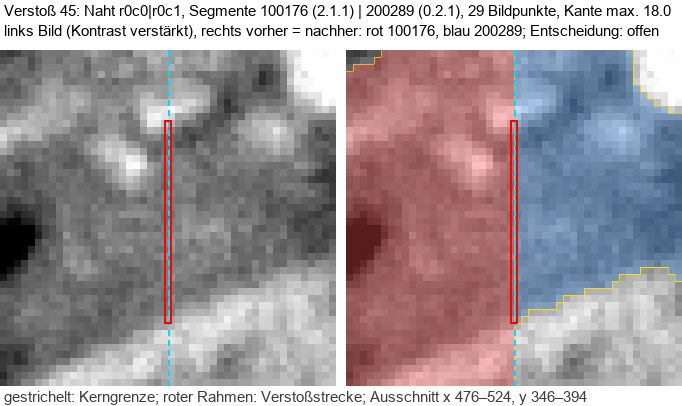 Verstoß 45: Naht r0c0|r0c1, Segmente 100176 (2.1.1) | 200289 (0.2.1), 29 Bildpunkte, Kante max. 18.0
links Bild (Kontrast verstärkt), rechts vorher = nachher: rot 100176, blau 200289; Entscheidung: offen
gestrichelt: Kerngrenze; roter Rahmen: Verstoßstrecke; Ausschnitt x 476–524, y 346–394